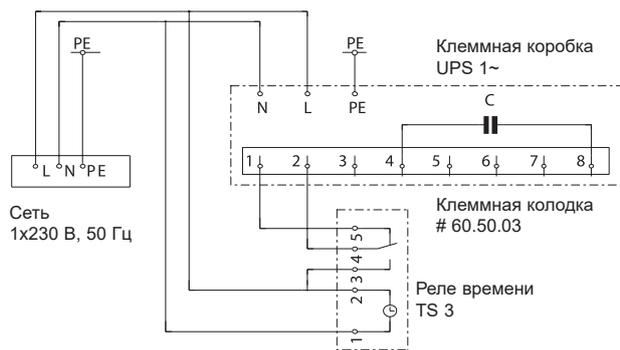 PE
PE
Клеммная коробка
UPS 1~
N L PE
C
1 2 3 4 5 6 7 8
L N PE
Сеть
1x230 В, 50 Гц
Клеммная колодка
# 60.50.03
5
4
3
2
1
Реле времени
TS 3